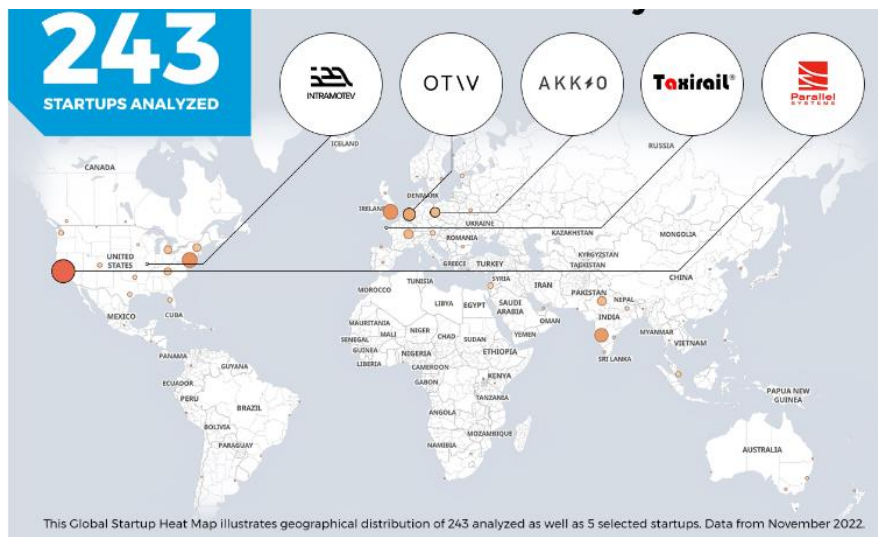 243
STARTUPS ANALYZED
INTRAMOTEV
OTIV
AKKO
Taxirail®
Parallel
SYSTEMS
ICELAND
RUSSIA
CANADA
DENMARK
IRELAND
UKRAINE
KAZAKHSTAN
MONGOLIA
ROMANIA
UNITED
STATES
KYRGYZSTAN
GREECE
TURKEY
TAJIKISTAN
CHINA
SYRIA
TUNISIA
IRAN
MOROCCO
PAKISTAN
NEPAL
LIBYA
EGYPT
SAUDI
ARABIA
MEXICO
CUBA
INDIA
OMAN
MAURITANIA
MALI
NIGER
CHAD
SUDAN
YEMEN
MYANMAR
VIETNAM
SENEGAL
GUINEA
NIGERIA
ETHIOPIA
SRI LANKA
PANAMA
LIBERIA
CAMEROON
GUYANA
GABON
KENYA
ECUADOR
TANZANIA
PAPUA NEW
GUINEA
PERU
BRAZIL
ANGOLA
BOLIVIA
MOZAMBIQUE
PARAGUAY
NAMIBIA
AUSTRALIA
This Global Startup Heat Map illustrates geographical distribution of 243 analyzed as well as 5 selected startups. Data from November 2022.